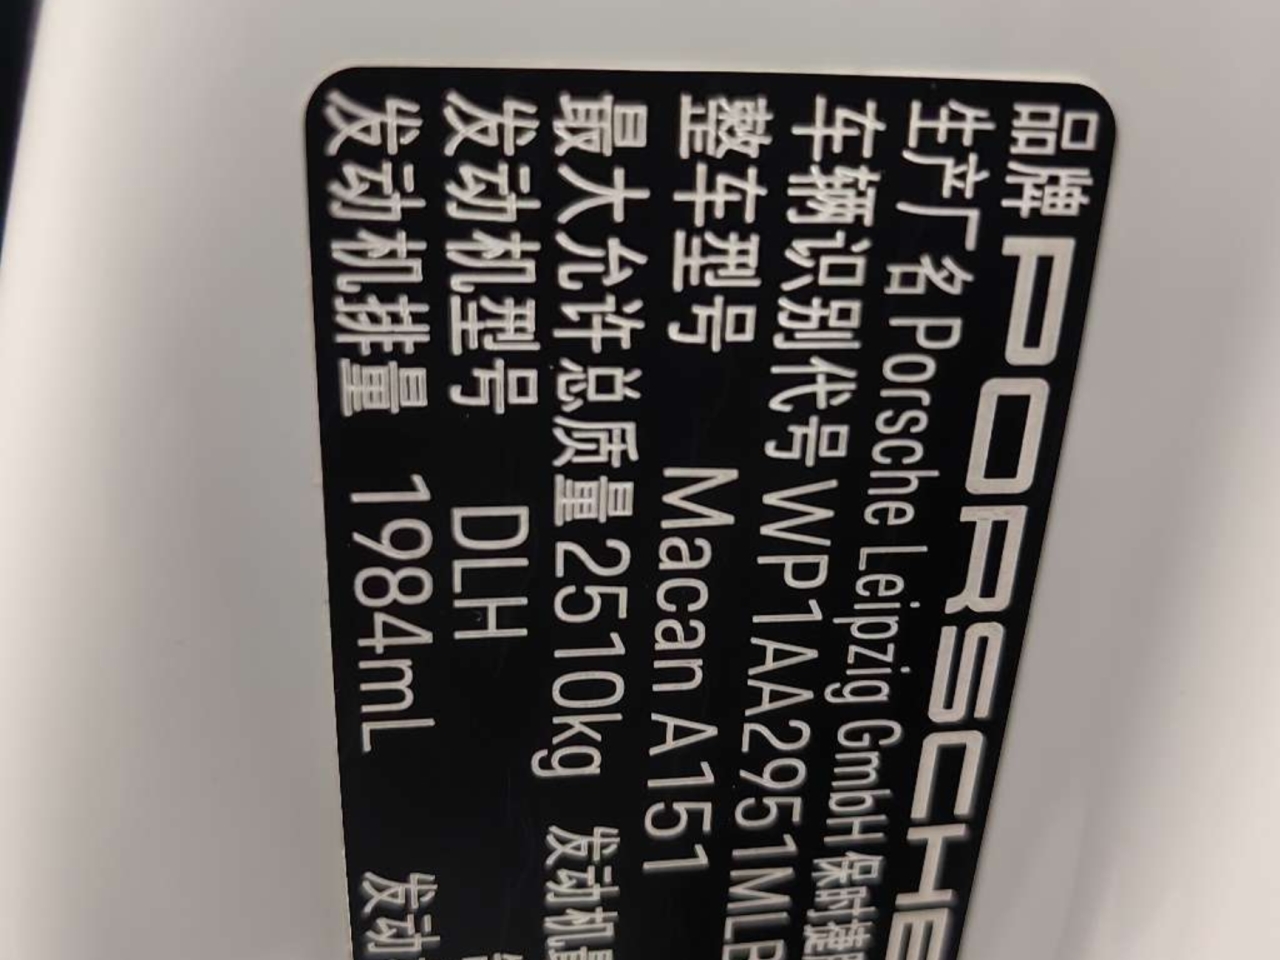 品牌 PORSCHE
生产厂名 Porsche Leipzig GmbH 保时捷
车辆识别代号 WP1AA2951ML
整车型号 Macan A151
最大允许总质量 2510kg 发动机
发动机型号 DLH
发动机排量 1984mL 发动